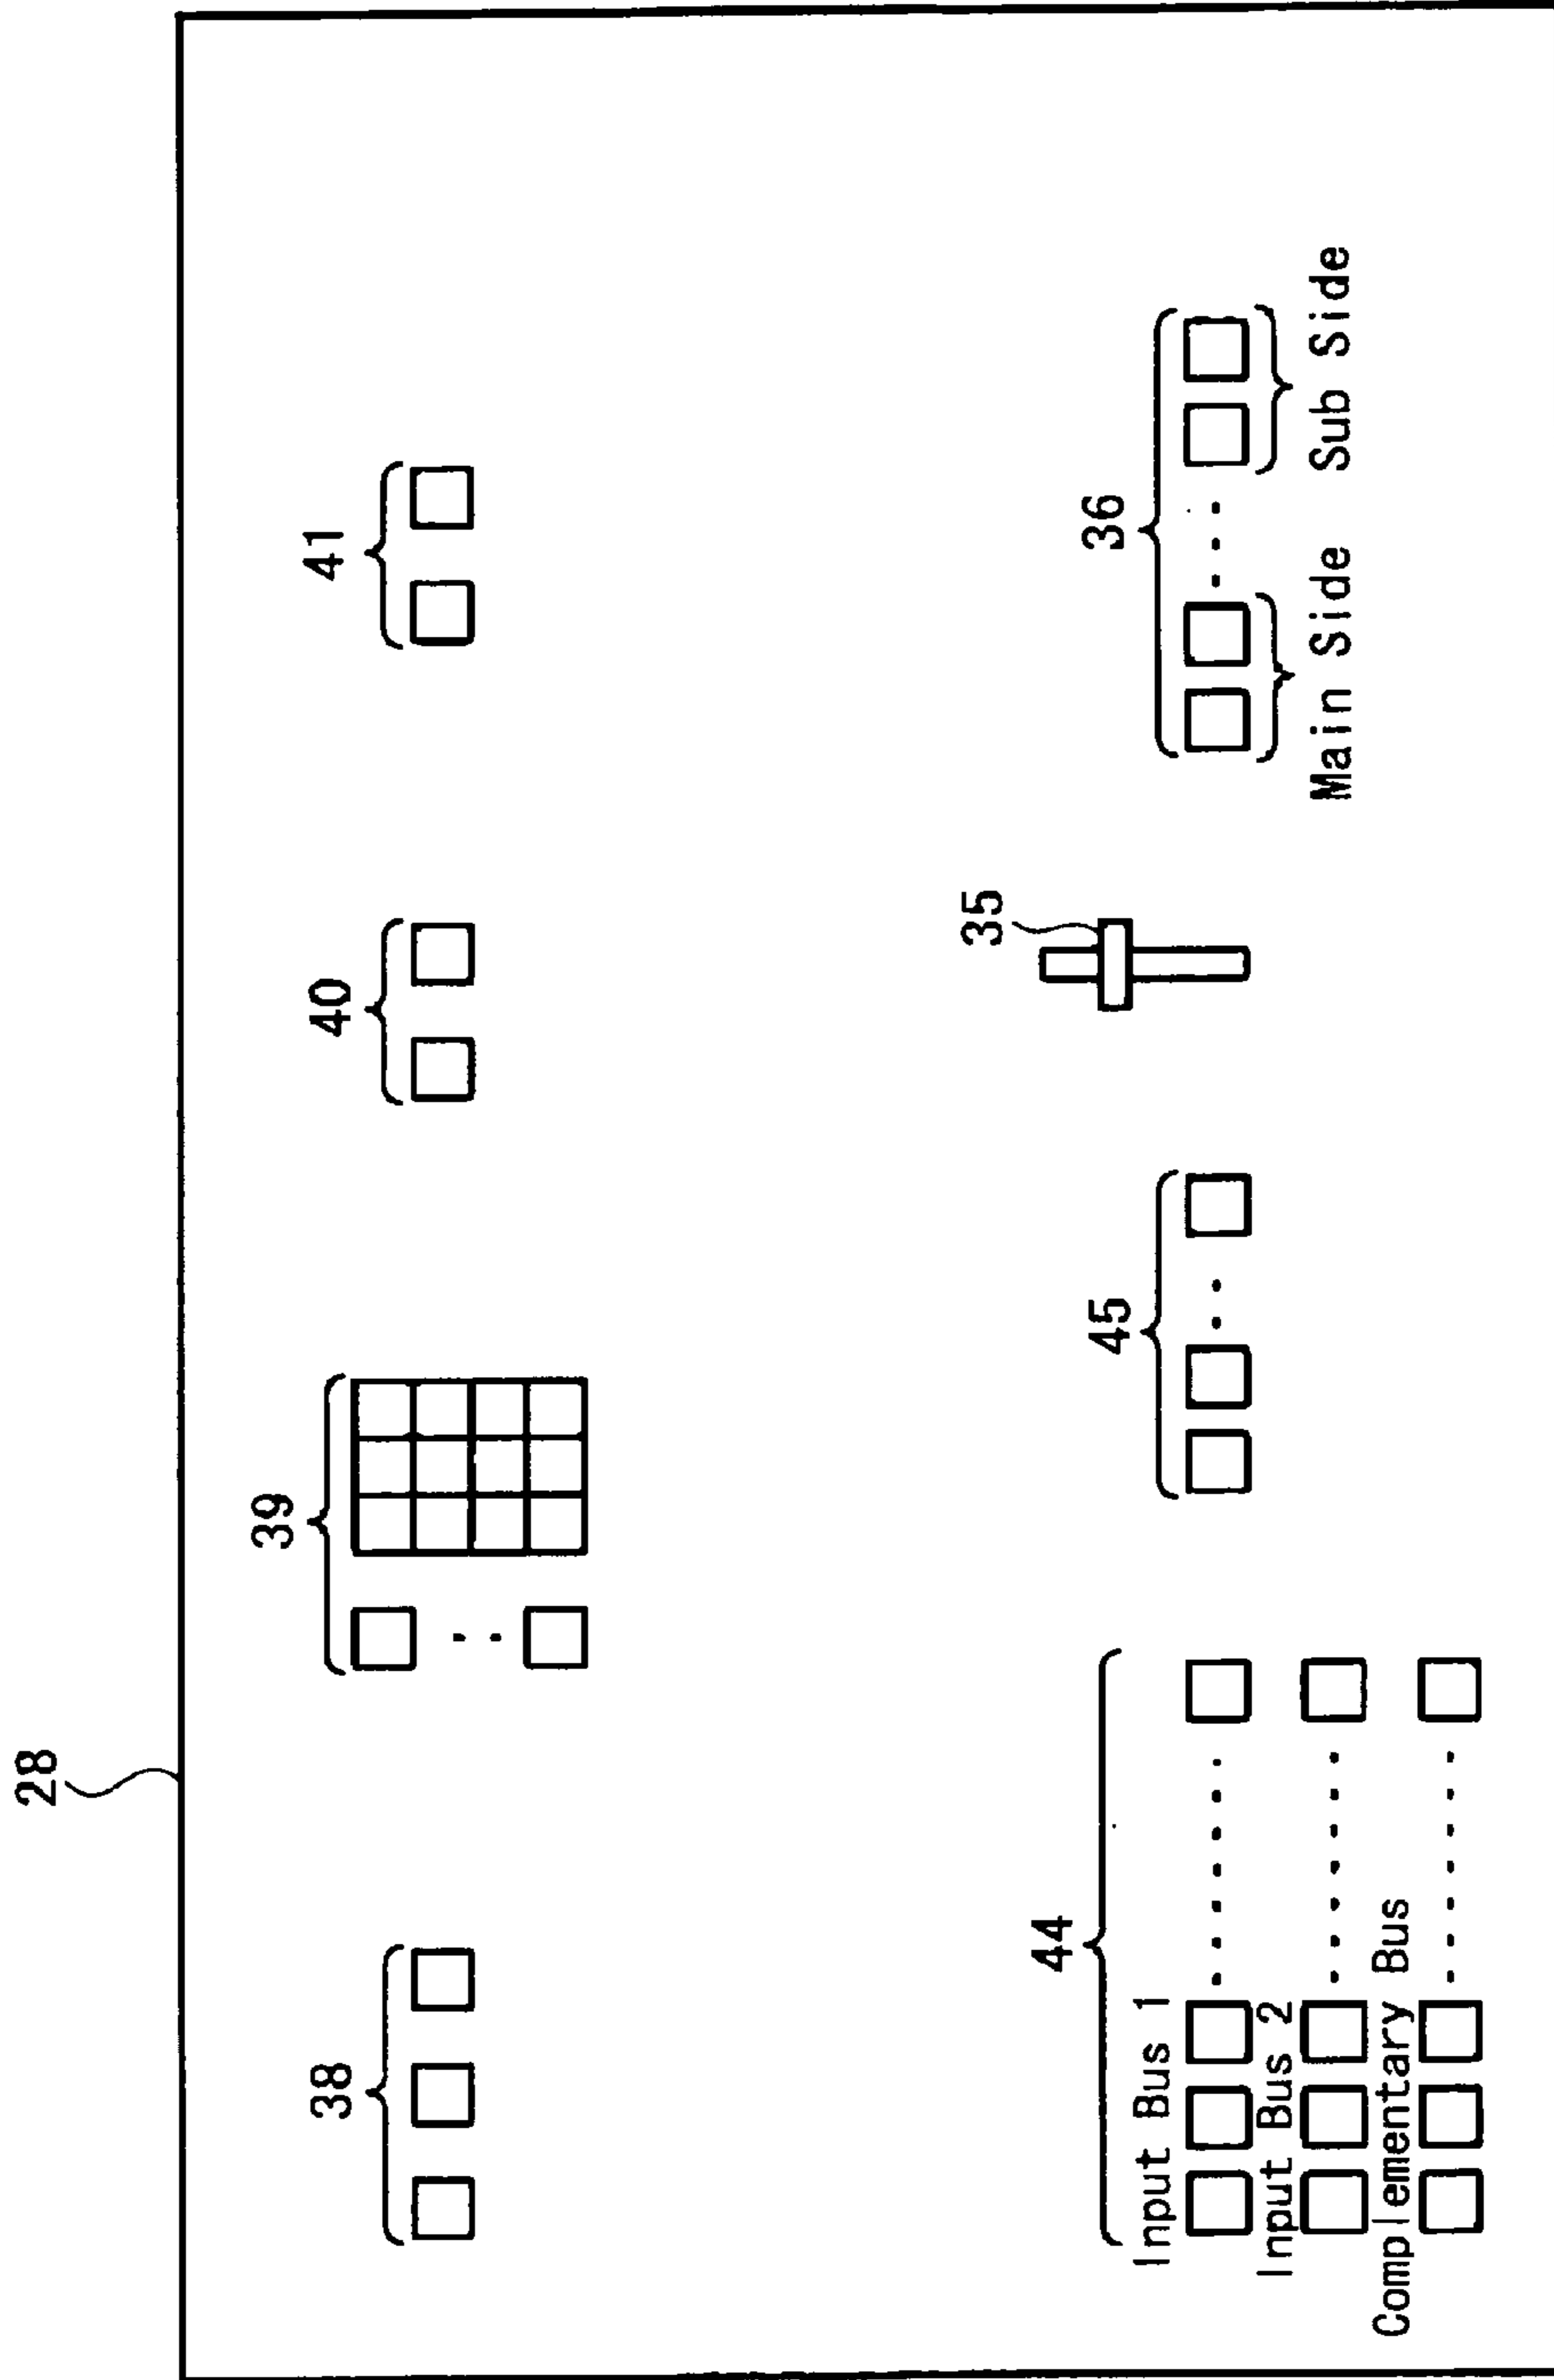 28
38
39
40
41
44
Input Bus 1
Input Bus 2
Complementary Bus
45
35
36
Main Side
Sub Side